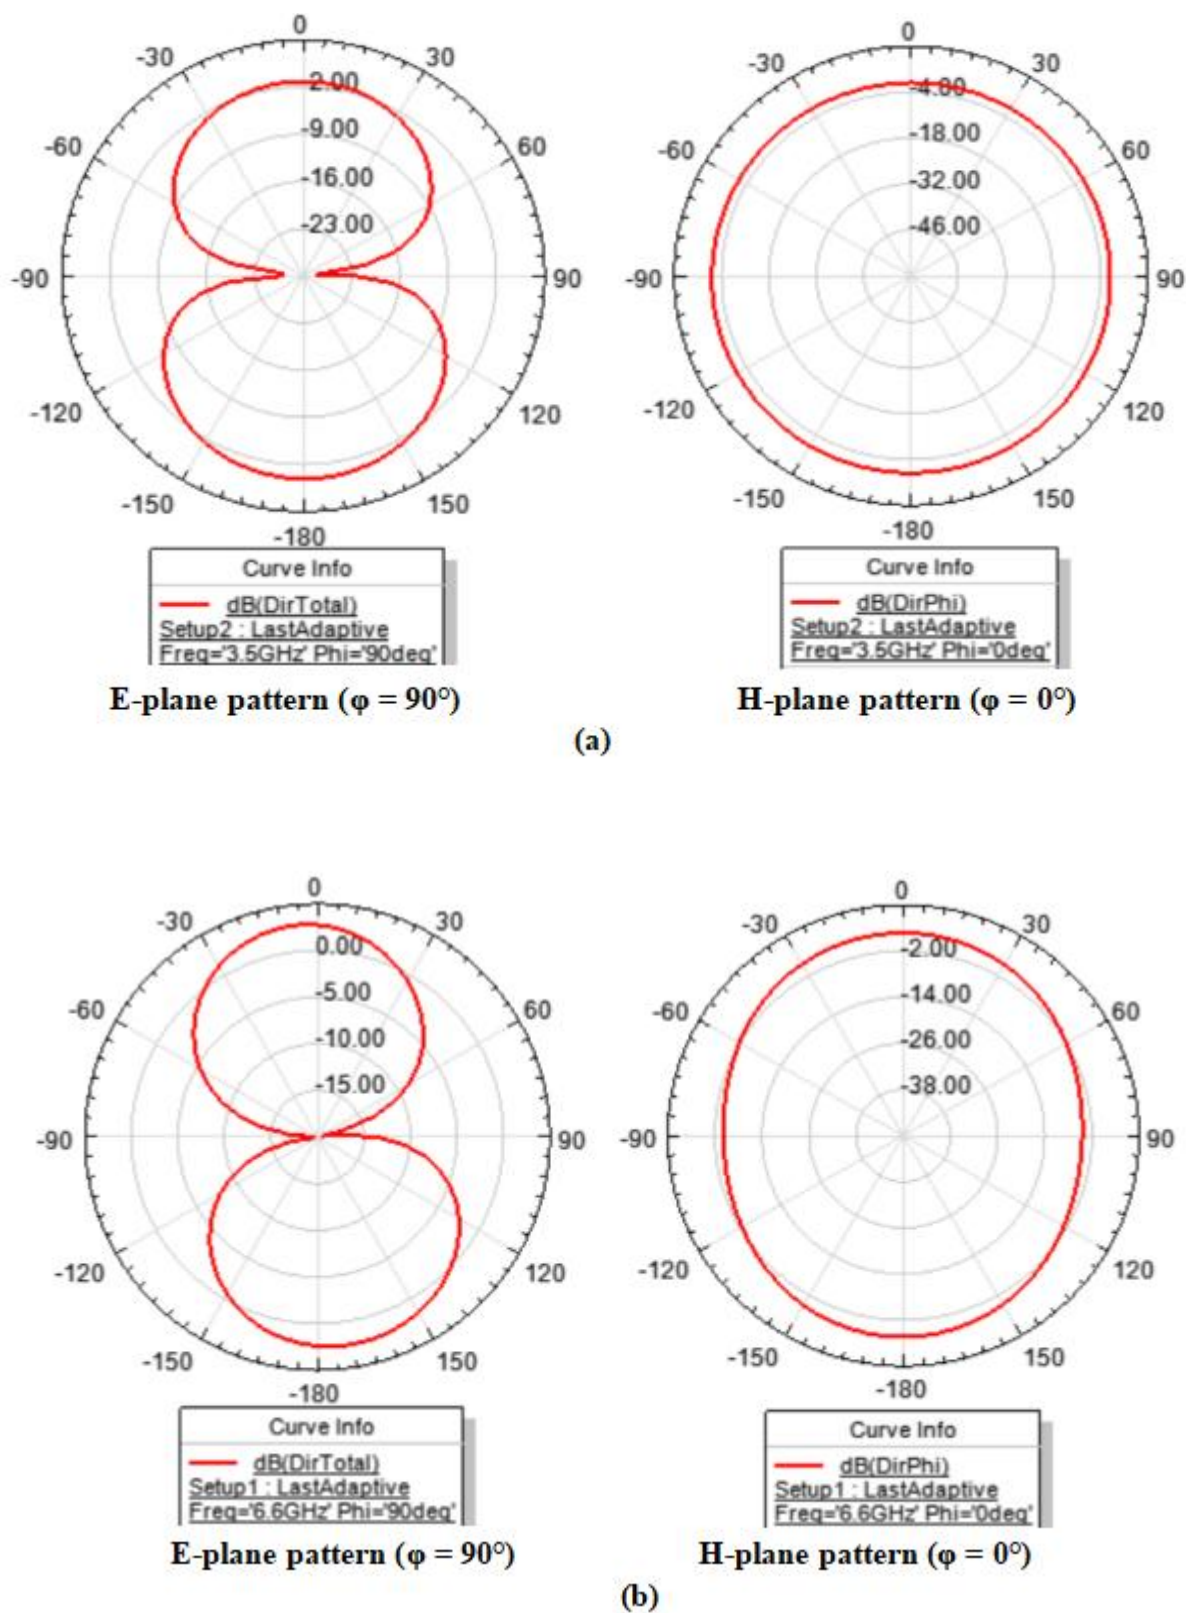 0
-30
30
2.00
-9.00
-60
60
-16.00
-23.00
-90
90
-120
120
-150
150
-180
Curve Info
dB(DirTotal)
Setup2 : LastAdaptive
Freq='3.5GHz' Phi='90deg'
E-plane pattern (φ = 90°)
0
-30
30
-4.00
-18.00
-60
60
-32.00
-46.00
-90
90
-120
120
-150
150
-180
Curve Info
dB(DirPhi)
Setup2 : LastAdaptive
Freq='3.5GHz' Phi='0deg'
H-plane pattern (φ = 0°)
(a)
0
-30
30
0.00
-5.00
-60
60
-10.00
-15.00
-90
90
-120
120
-150
150
-180
Curve Info
dB(DirTotal)
Setup1 : LastAdaptive
Freq='6.6GHz' Phi='90deg'
E-plane pattern (φ = 90°)
0
-30
30
-2.00
-14.00
-60
60
-26.00
-38.00
-90
90
-120
120
-150
150
-180
Curve Info
dB(DirPhi)
Setup1 : LastAdaptive
Freq='6.6GHz' Phi='0deg'
H-plane pattern (φ = 0°)
(b)